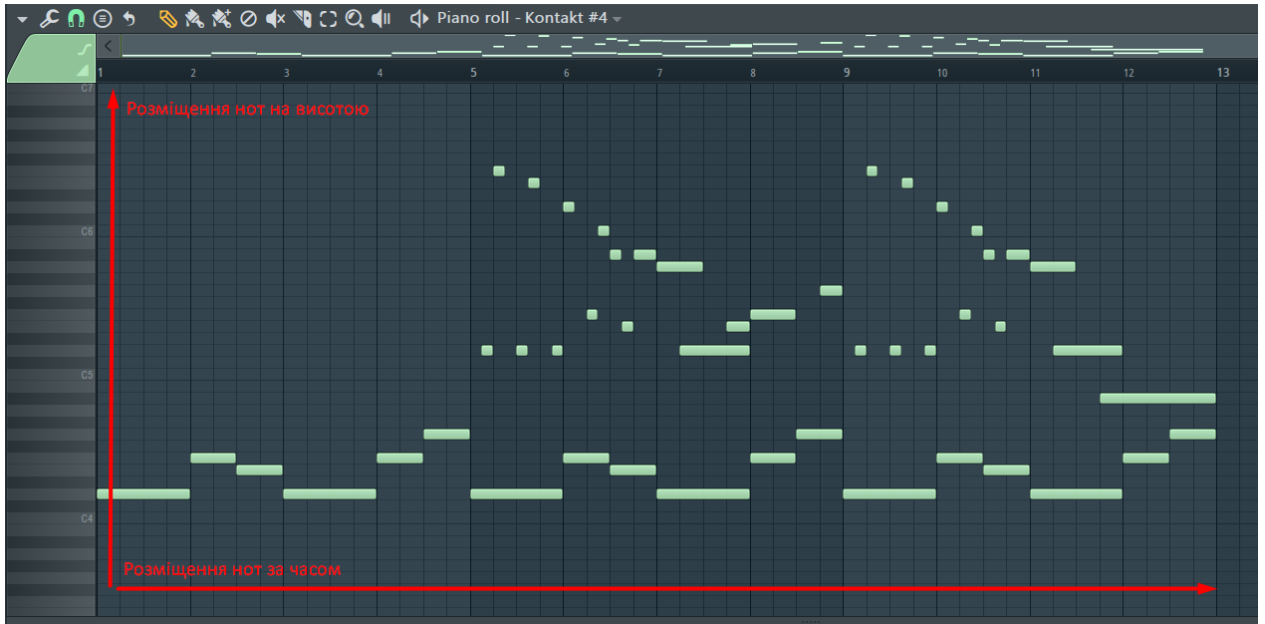 Piano roll - Kontakt #4
1 2 3 4 5 6 7 8 9 10 11 12 13
C7
Розміщення нот на висотою
C6
C5
C4
Розміщення нот за часом